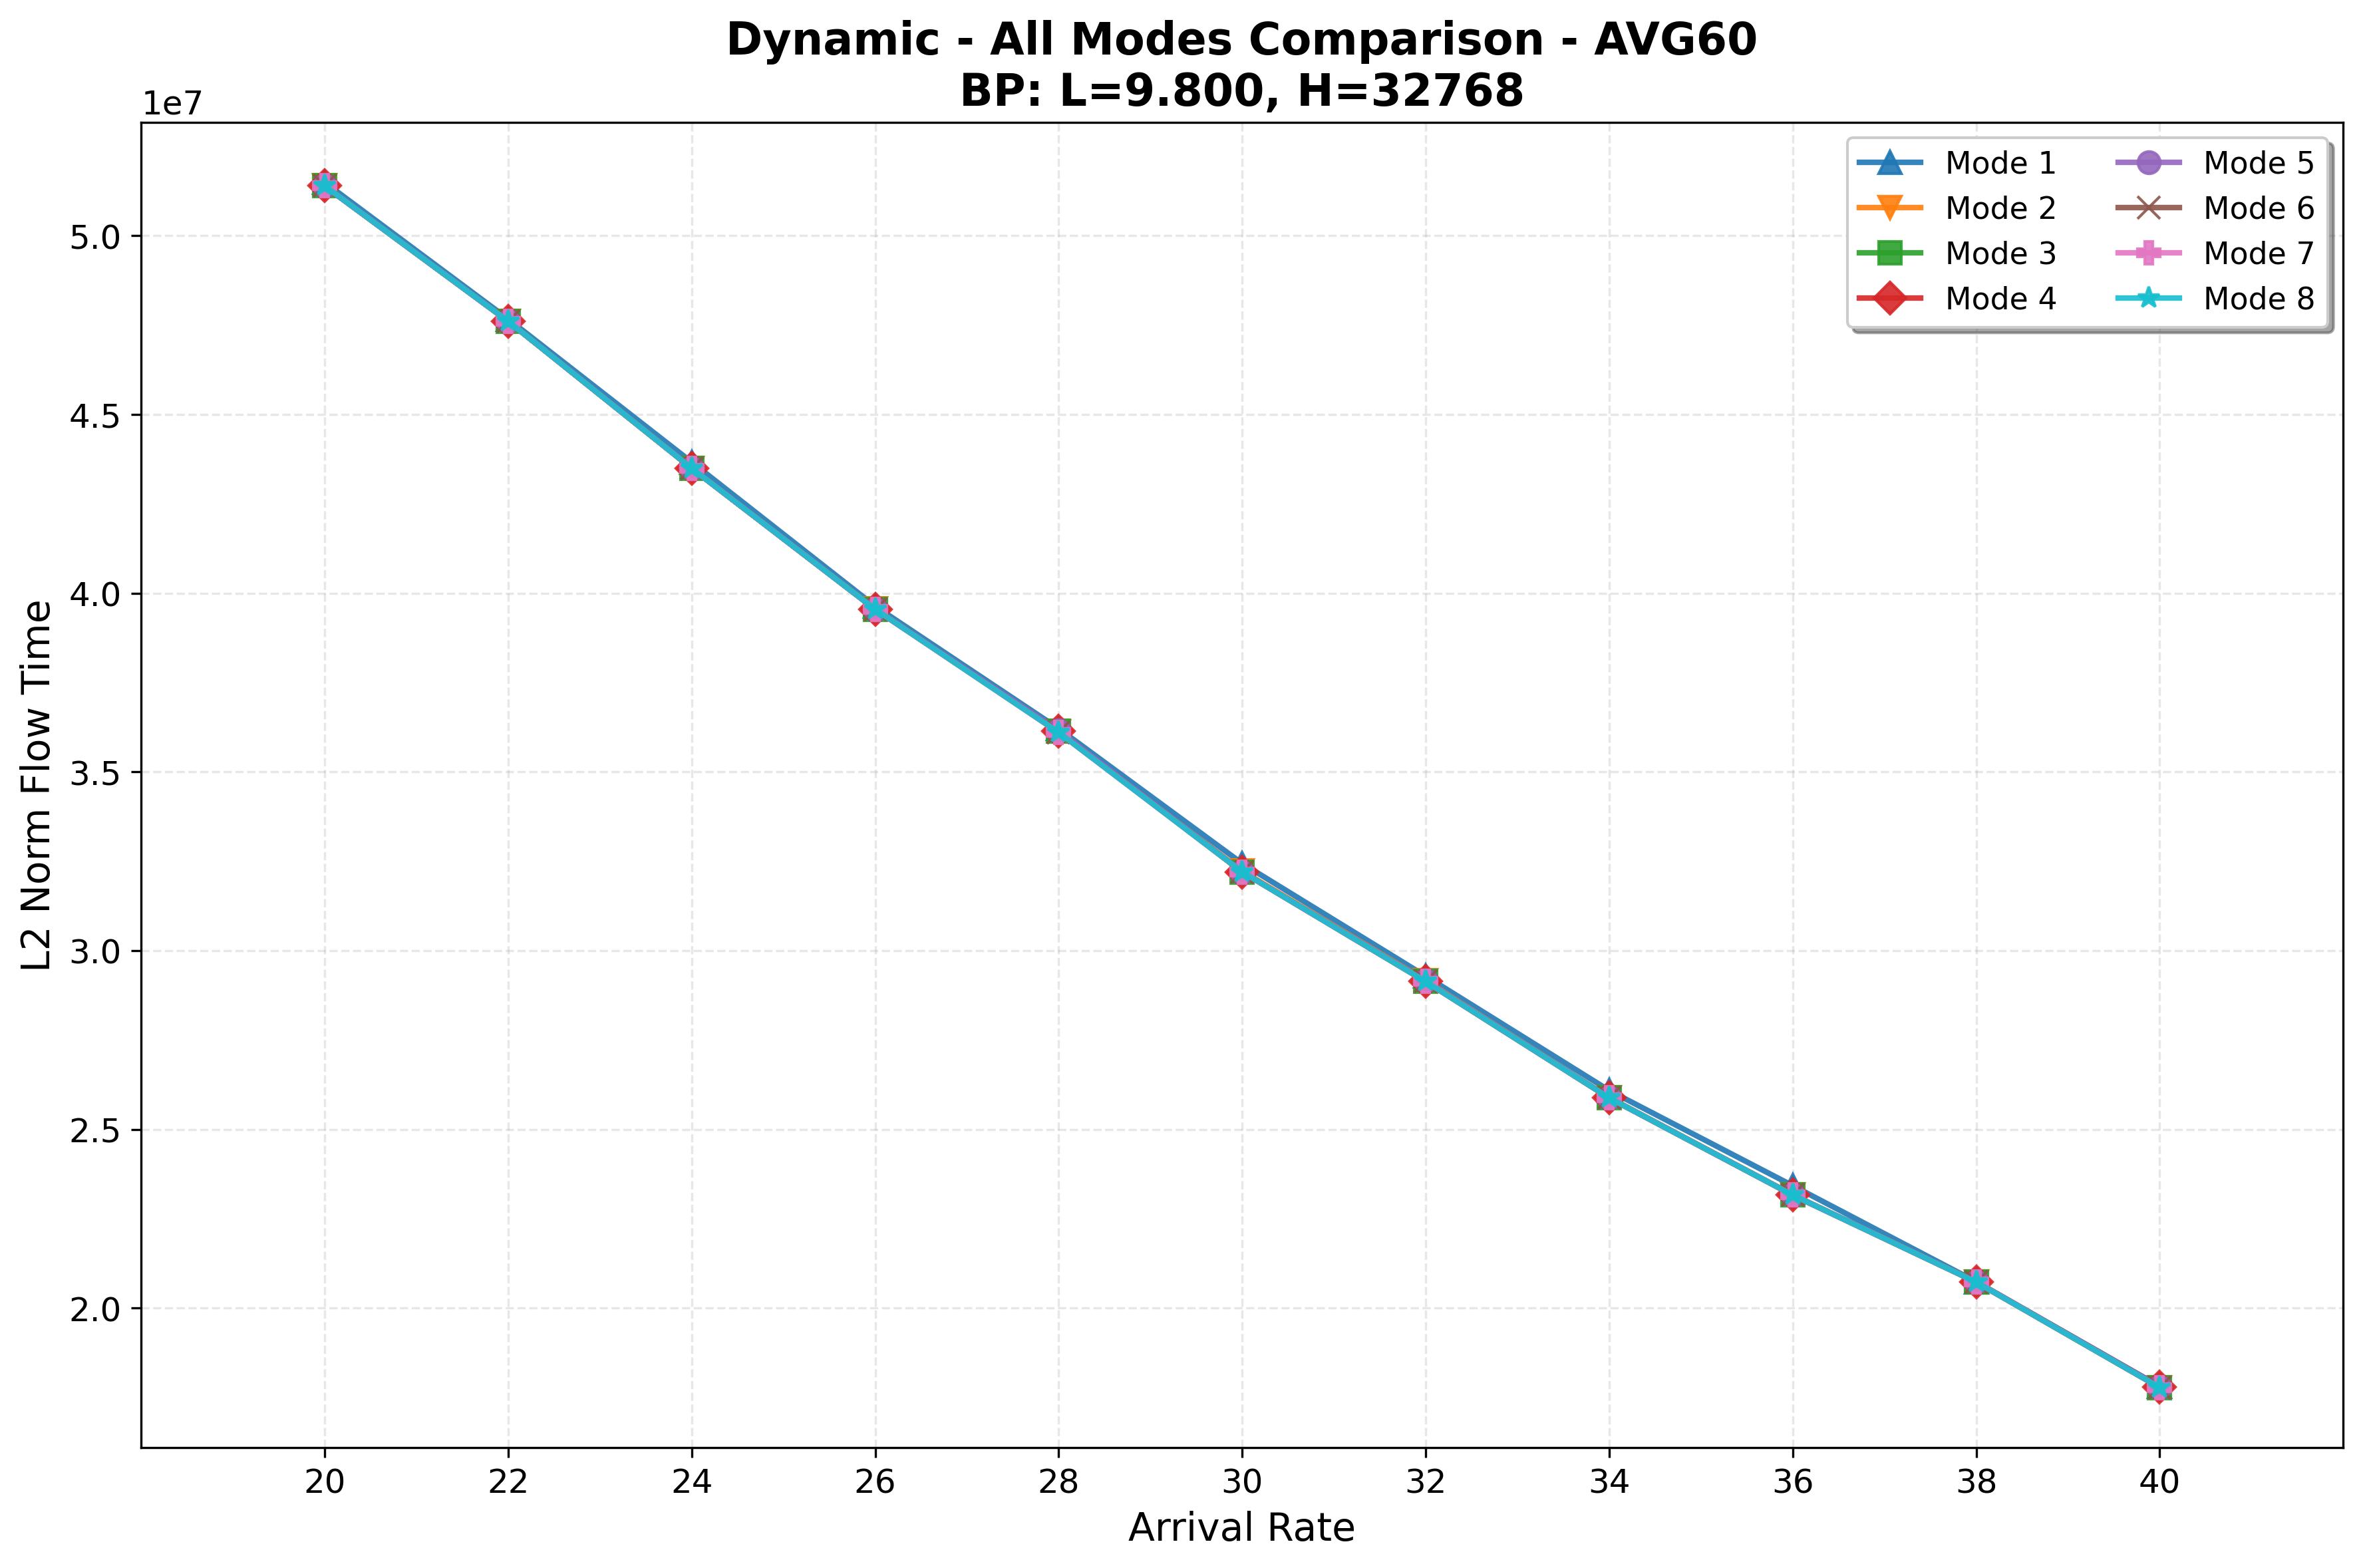 Dynamic - All Modes Comparison - AVG60
BP: L=9.800, H=32768
1e7
Mode 1
Mode 2
Mode 3
Mode 4
Mode 5
Mode 6
Mode 7
Mode 8
L2 Norm Flow Time
5.0
4.5
4.0
3.5
3.0
2.5
2.0
20 22 24 26 28 30 32 34 36 38 40
Arrival Rate